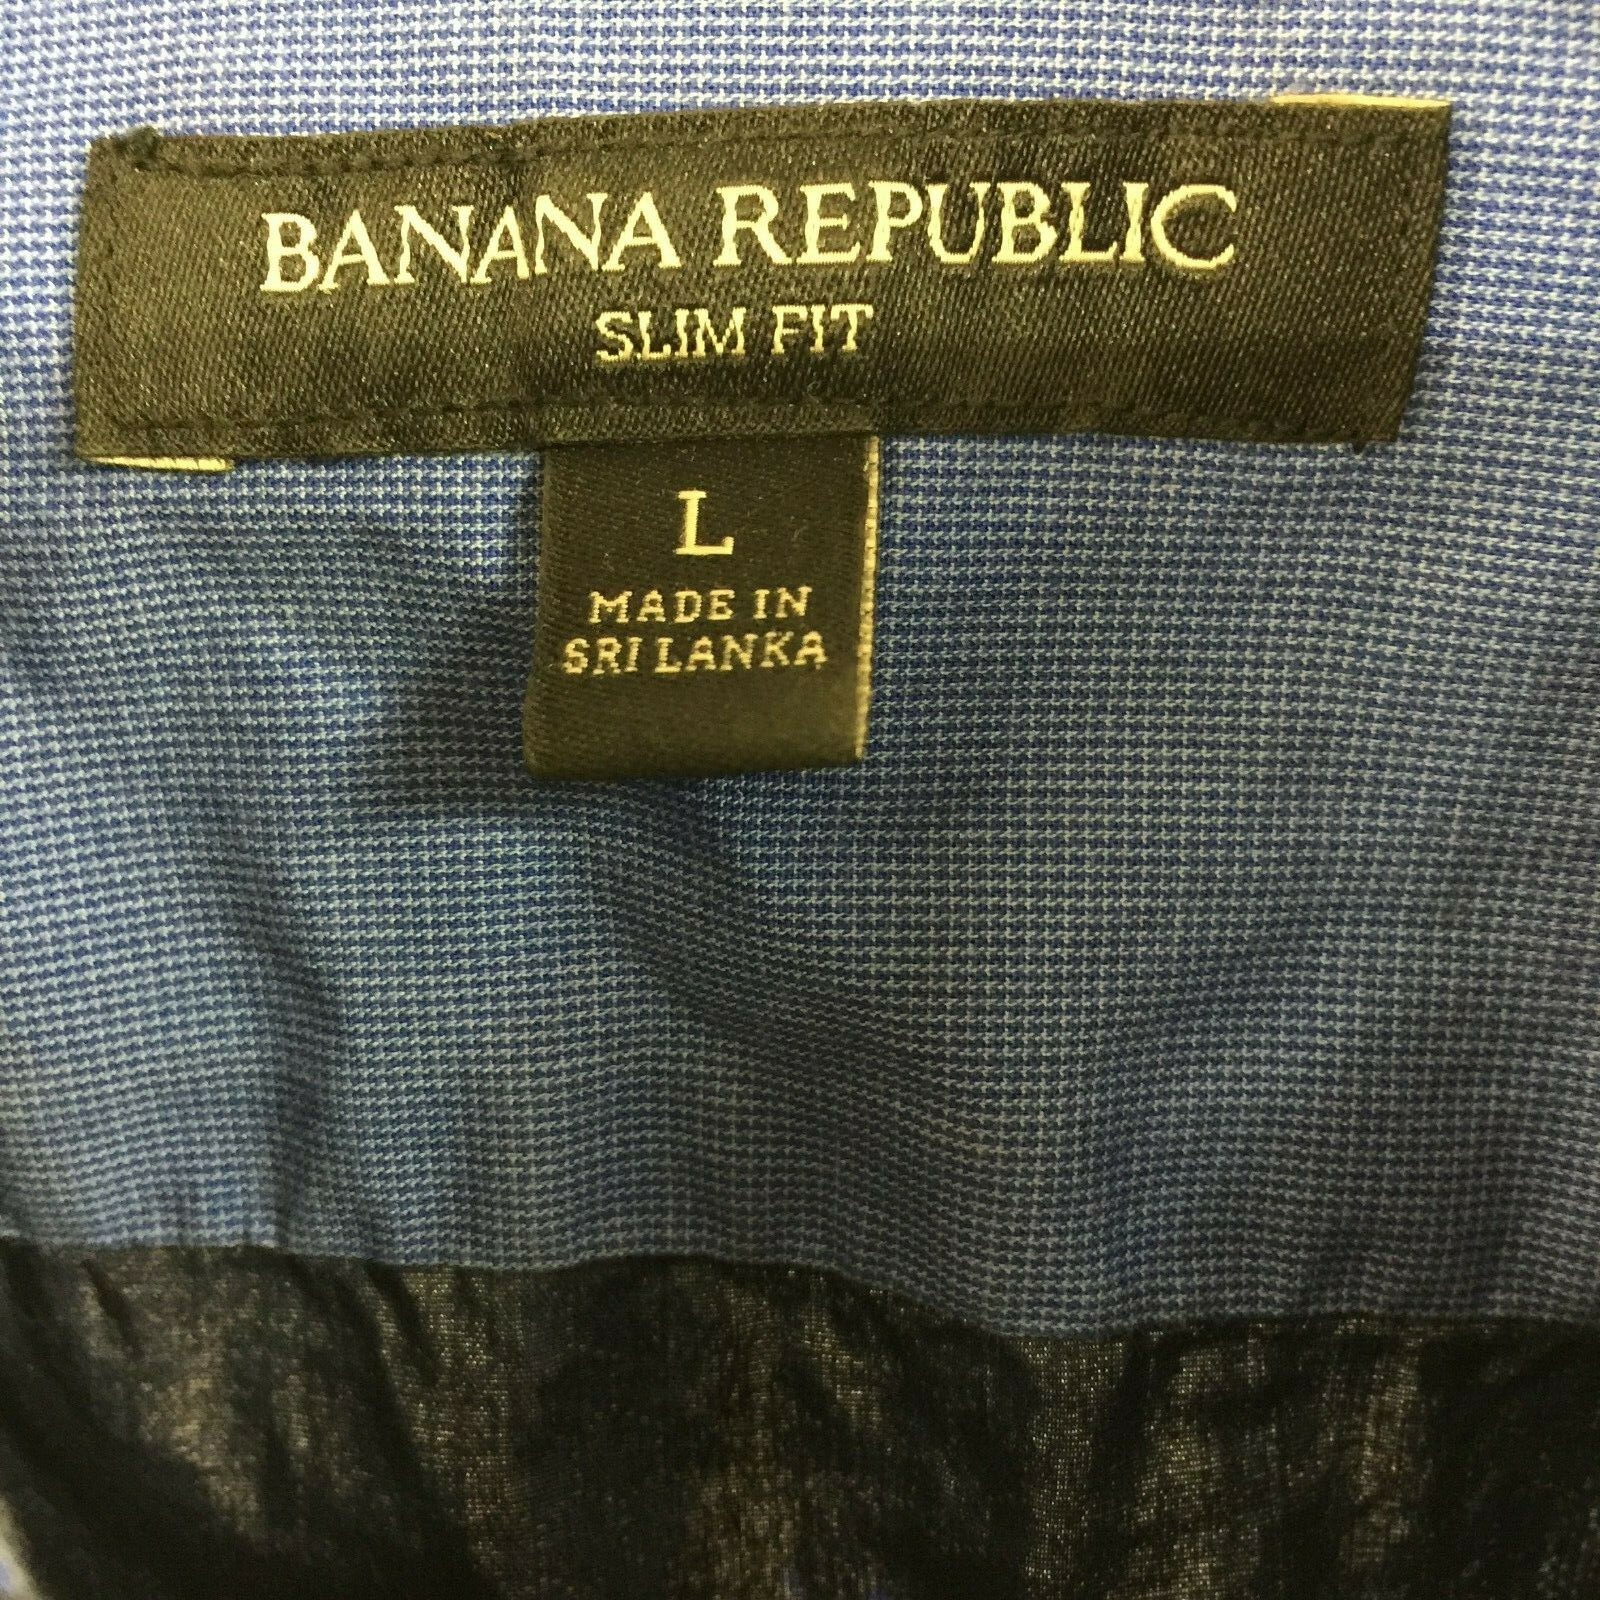 BANANA REPUBLIC
SLIM FIT
L
MADE IN
SRI LANKA